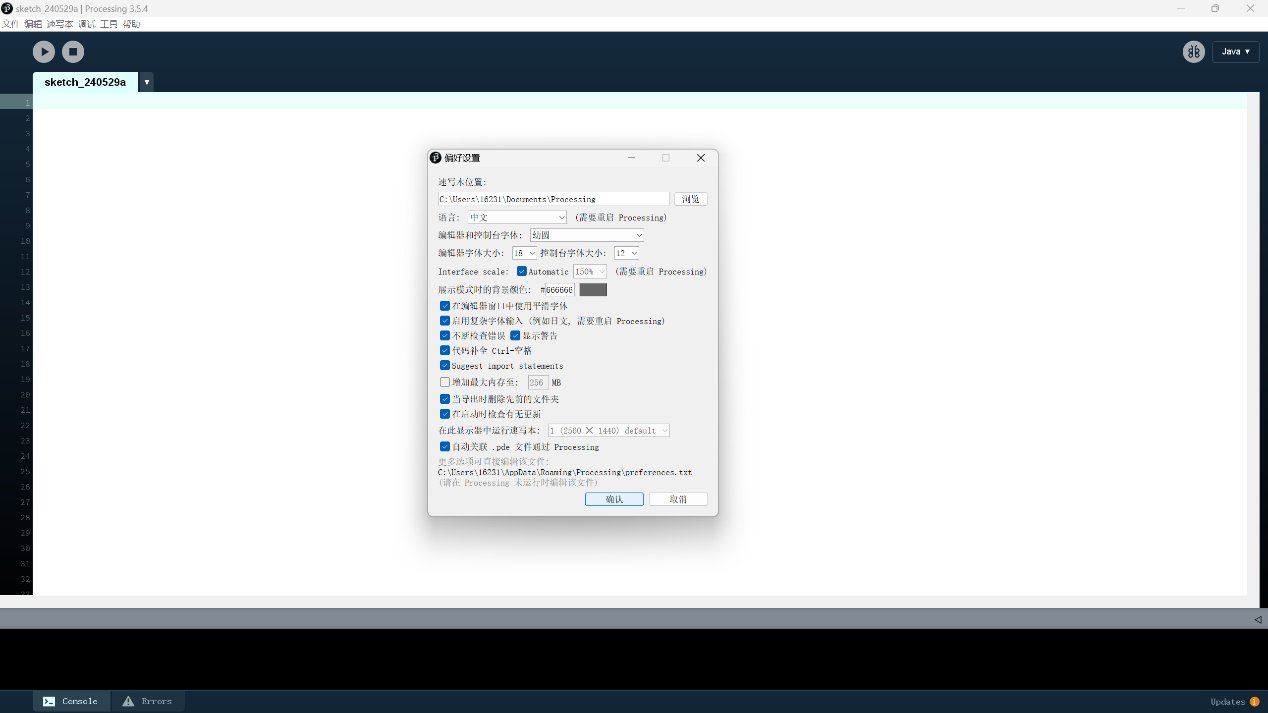 sketch_240529a | Processing 3.5.4
文件 编辑 速写本 调试 工具 帮助
Java ▼
sketch_240529a ▼
1
2
3
4
5
6
7
8
9
10
11
12
13
14
15
16
17
18
19
20
21
22
23
24
25
26
27
28
29
30
31
32
偏好设置
速写本位置:
C:\Users\16231\Documents\Processing 浏览
语言: 中文 (需要重启 Processing)
编辑器和控制台字体: 幼圆
编辑器字体大小: 18 控制台字体大小: 12
Interface scale: Automatic 150% (需要重启 Processing)
展示模式时的背景颜色: #666666
在编辑器窗口中使用平滑字体
启用复杂字体输入 (例如日文, 需要重启 Processing)
不断检查错误 显示警告
代码补全 Ctrl-空格
Suggest import statements
增加最大内存至: 256 MB
当导出时删除先前的文件夹
在启动时检查有无更新
在此显示器中运行速写本: 1 (2560 × 1440) default
自动关联 .pde 文件通过 Processing
更多选项可直接编辑该文件:
C:\Users\16231\AppData\Roaming\Processing\preferences.txt
(请在 Processing 未运行时编辑该文件)
确认 取消
Console Errors
Updates 1